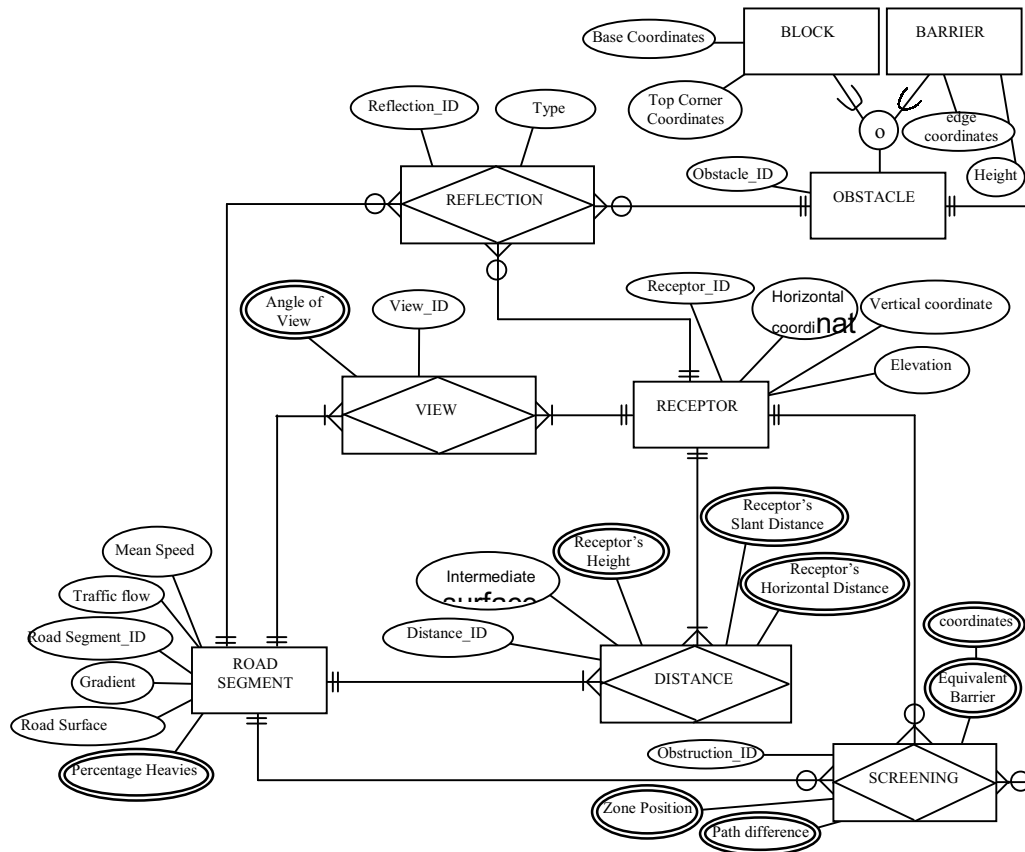 BLOCK
BARRIER
Base Coordinates
Top Corner
Coordinates
edge
coordinates
Height
Reflection_ID
Type
o
Obstacle_ID
REFLECTION
OBSTACLE
Angle of
View
View_ID
Receptor_ID
Horizontal
coordinat
Vertical coordinate
Elevation
VIEW
RECEPTOR
Mean Speed
Traffic flow
Road Segment_ID
Gradient
Road Surface
Percentage Heavies
ROAD
SEGMENT
Intermediate
surface
Receptor's
Height
Receptor's
Slant Distance
Receptor's
Horizontal Distance
Distance_ID
DISTANCE
coordinates
Equivalent
Barrier
Obstruction_ID
SCREENING
Zone Position
Path difference